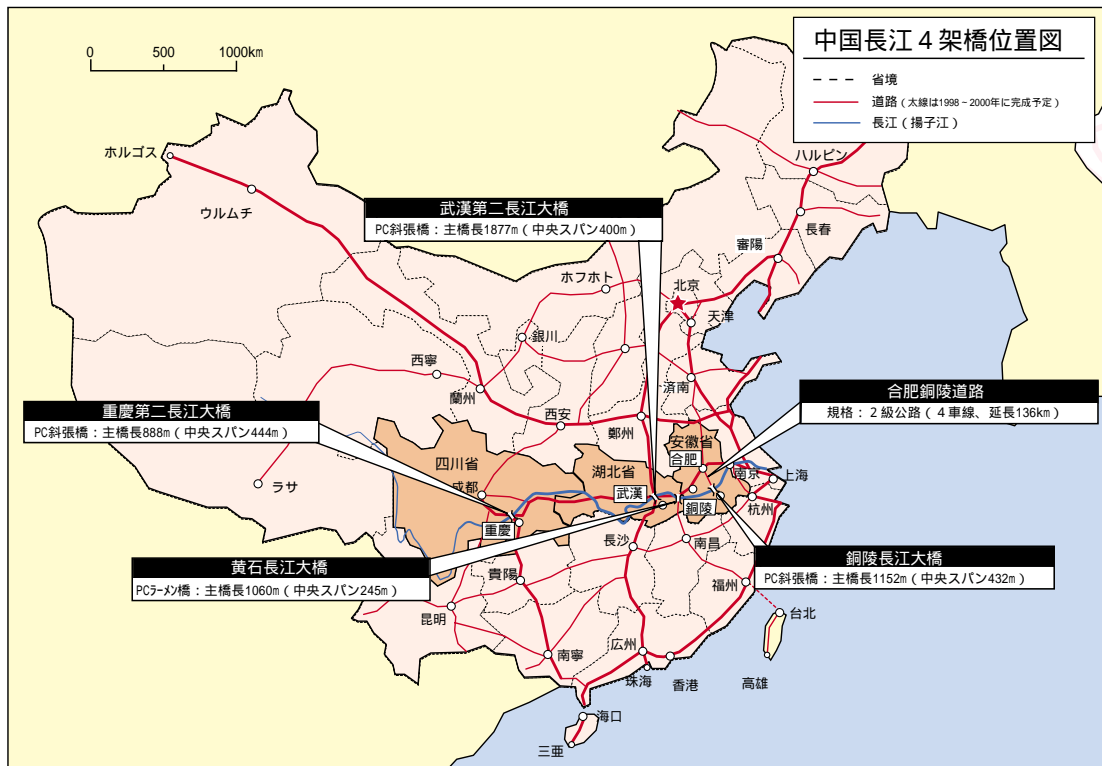 中国長江４架橋位置図
省境
道路（太線は1998－2000年に完成予定）
長江（揚子江）
0 500 1000km
ホルゴス
ウルムチ
ハルビン
長春
審陽
武漢第二長江大橋
PC斜張橋：主橋長1877m（中央スパン400m）
ホフホト
北京
天津
銀川
西寧
蘭州
済南
西安
鄭州
合肥銅陵道路
規格：２級公路（４車線、延長136km）
重慶第二長江大橋
PC斜張橋：主橋長888m（中央スパン444m）
四川省
湖北省
安徽省
合肥
南京
上海
ラサ
成都
武漢
銅陵
杭州
重慶
長沙
南昌
黄石長江大橋
PCﾗｰﾒﾝ橋：主橋長1060m（中央スパン245m）
銅陵長江大橋
PC斜張橋：主橋長1152m（中央スパン432m）
貴陽
福州
昆明
台北
南寧
広州
珠海
香港
高雄
海口
三亜